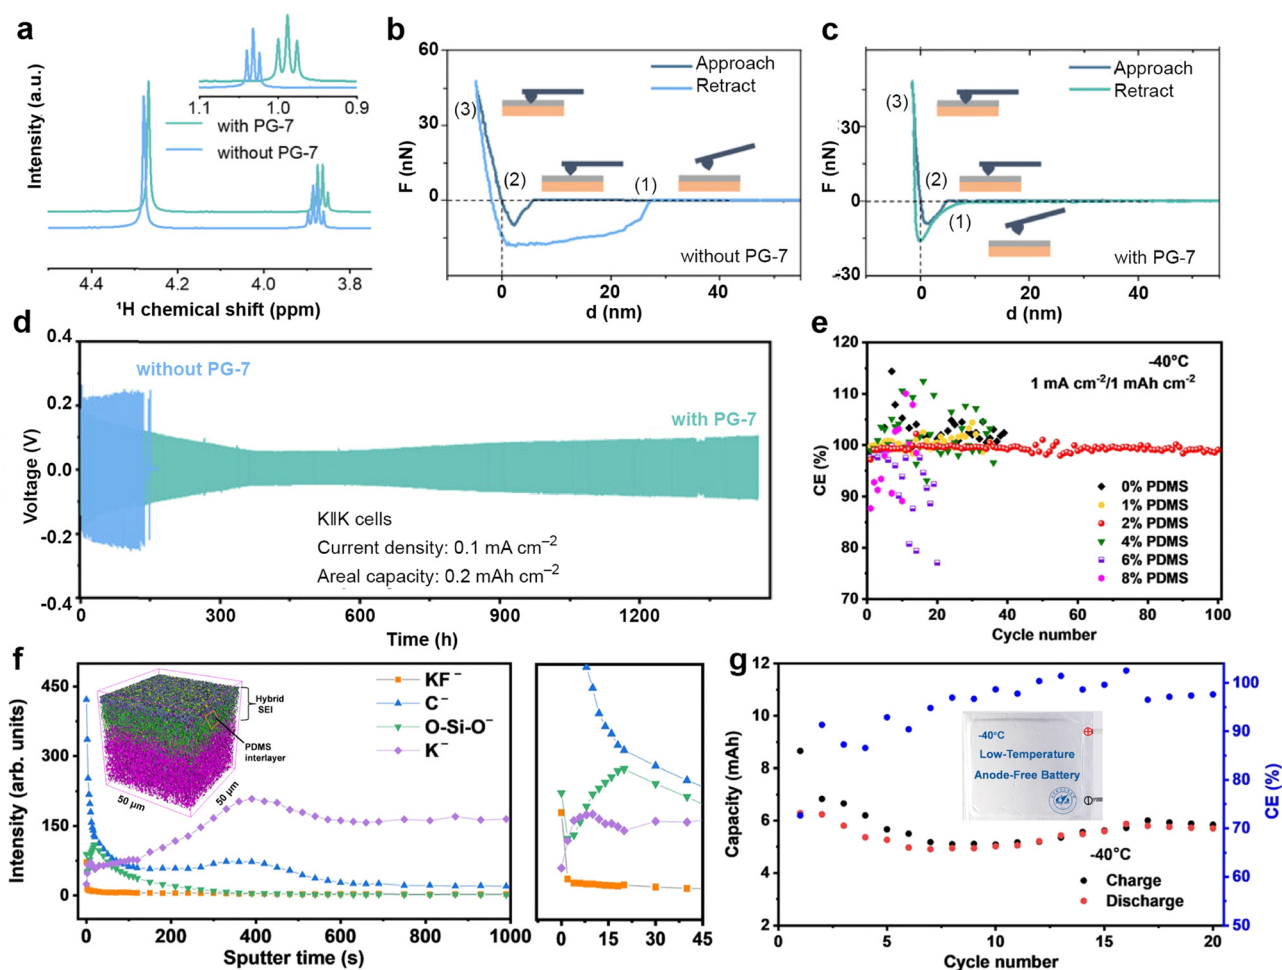 a
Intensity (a.u.)
1.1
1.0
0.9
with PG-7
without PG-7
4.4
4.2
4.0
3.8
¹H chemical shift (ppm)
b
60
30
0
F (nN)
Approach
Retract
(3)
(2)
(1)
without PG-7
0
20
40
d (nm)
c
30
0
-30
F (nN)
Approach
Retract
(3)
(2)
(1)
with PG-7
0
20
40
d (nm)
d
0.4
0.2
0.0
-0.2
-0.4
Voltage (V)
without PG-7
with PG-7
K‖K cells
Current density: 0.1 mA cm⁻²
Areal capacity: 0.2 mAh cm⁻²
0
300
600
900
1200
Time (h)
e
120
110
100
90
80
70
CE (%)
-40°C
1 mA cm⁻²/1 mAh cm⁻²
0% PDMS
1% PDMS
2% PDMS
4% PDMS
6% PDMS
8% PDMS
0
20
40
60
80
100
Cycle number
f
450
300
150
0
Intensity (arb. units)
Hybrid
SEI
PDMS
interlayer
50 μm
50 μm
KF⁻
C⁻
O-Si-O⁻
K⁻
0
200
400
600
800
1000
Sputter time (s)
0
15
30
45
g
12
10
8
6
4
2
Capacity (mAh)
-40°C
Low-Temperature
Anode-Free Battery
-40°C
Charge
Discharge
0
5
10
15
20
Cycle number
100
90
80
70
60
50
CE (%)